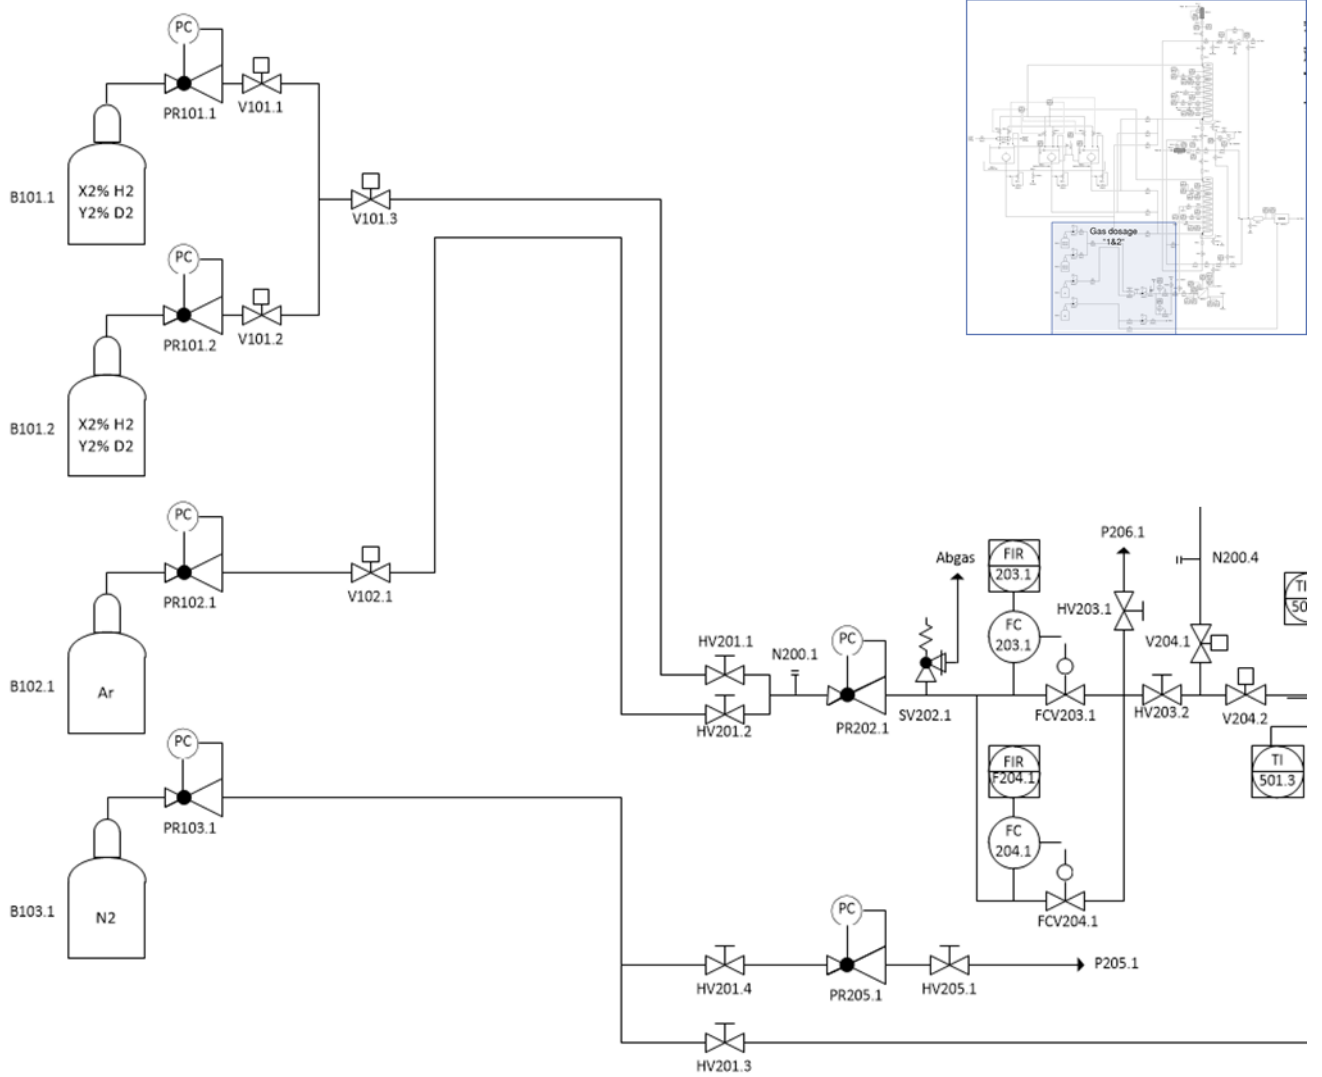 PC
PR101.1
V101.1
B101.1
X2% H2
Y2% D2
V101.3
PC
PR101.2
V101.2
B101.2
X2% H2
Y2% D2
PC
PR102.1
V102.1
B102.1
Ar
PC
PR103.1
B103.1
N2
Gas dosage
"1&2"
HV201.1
HV201.2
N200.1
PC
PR202.1
Abgas
SV202.1
FIR
203.1
FC
203.1
FCV203.1
P206.1
HV203.1
N200.4
V204.1
HV203.2
V204.2
TI
50
TI
501.3
FIR
F204.1
FC
204.1
FCV204.1
HV201.4
PC
PR205.1
HV205.1
P205.1
HV201.3